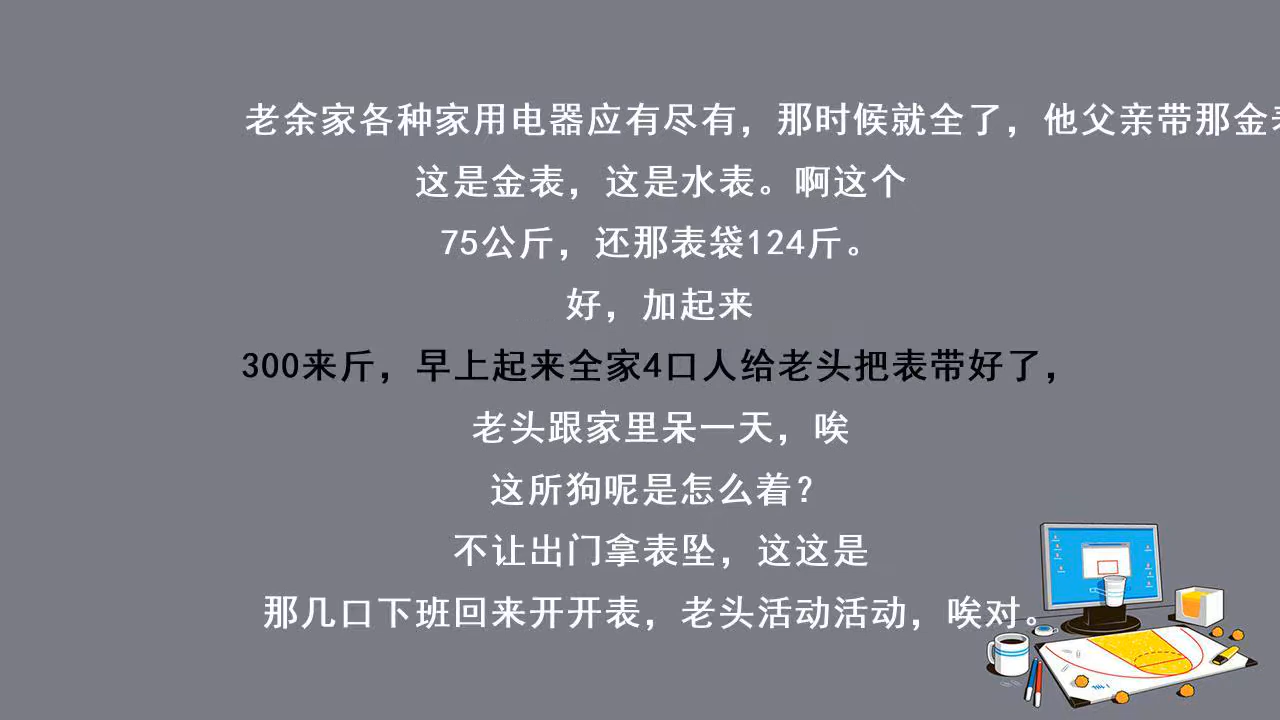 老余家各种家用电器应有尽有，那时候就全了，他父亲带那金
这是金表，这是水表。啊这个
75公斤，还那表袋124斤。
好，加起来
300来斤，早上起来全家4口人给老头把表带好了，
老头跟家里呆一天，唉
这所狗呢是怎么着？
不让出门拿表坠，这这是
那几口下班回来开开表，老头活动活动，唉对。